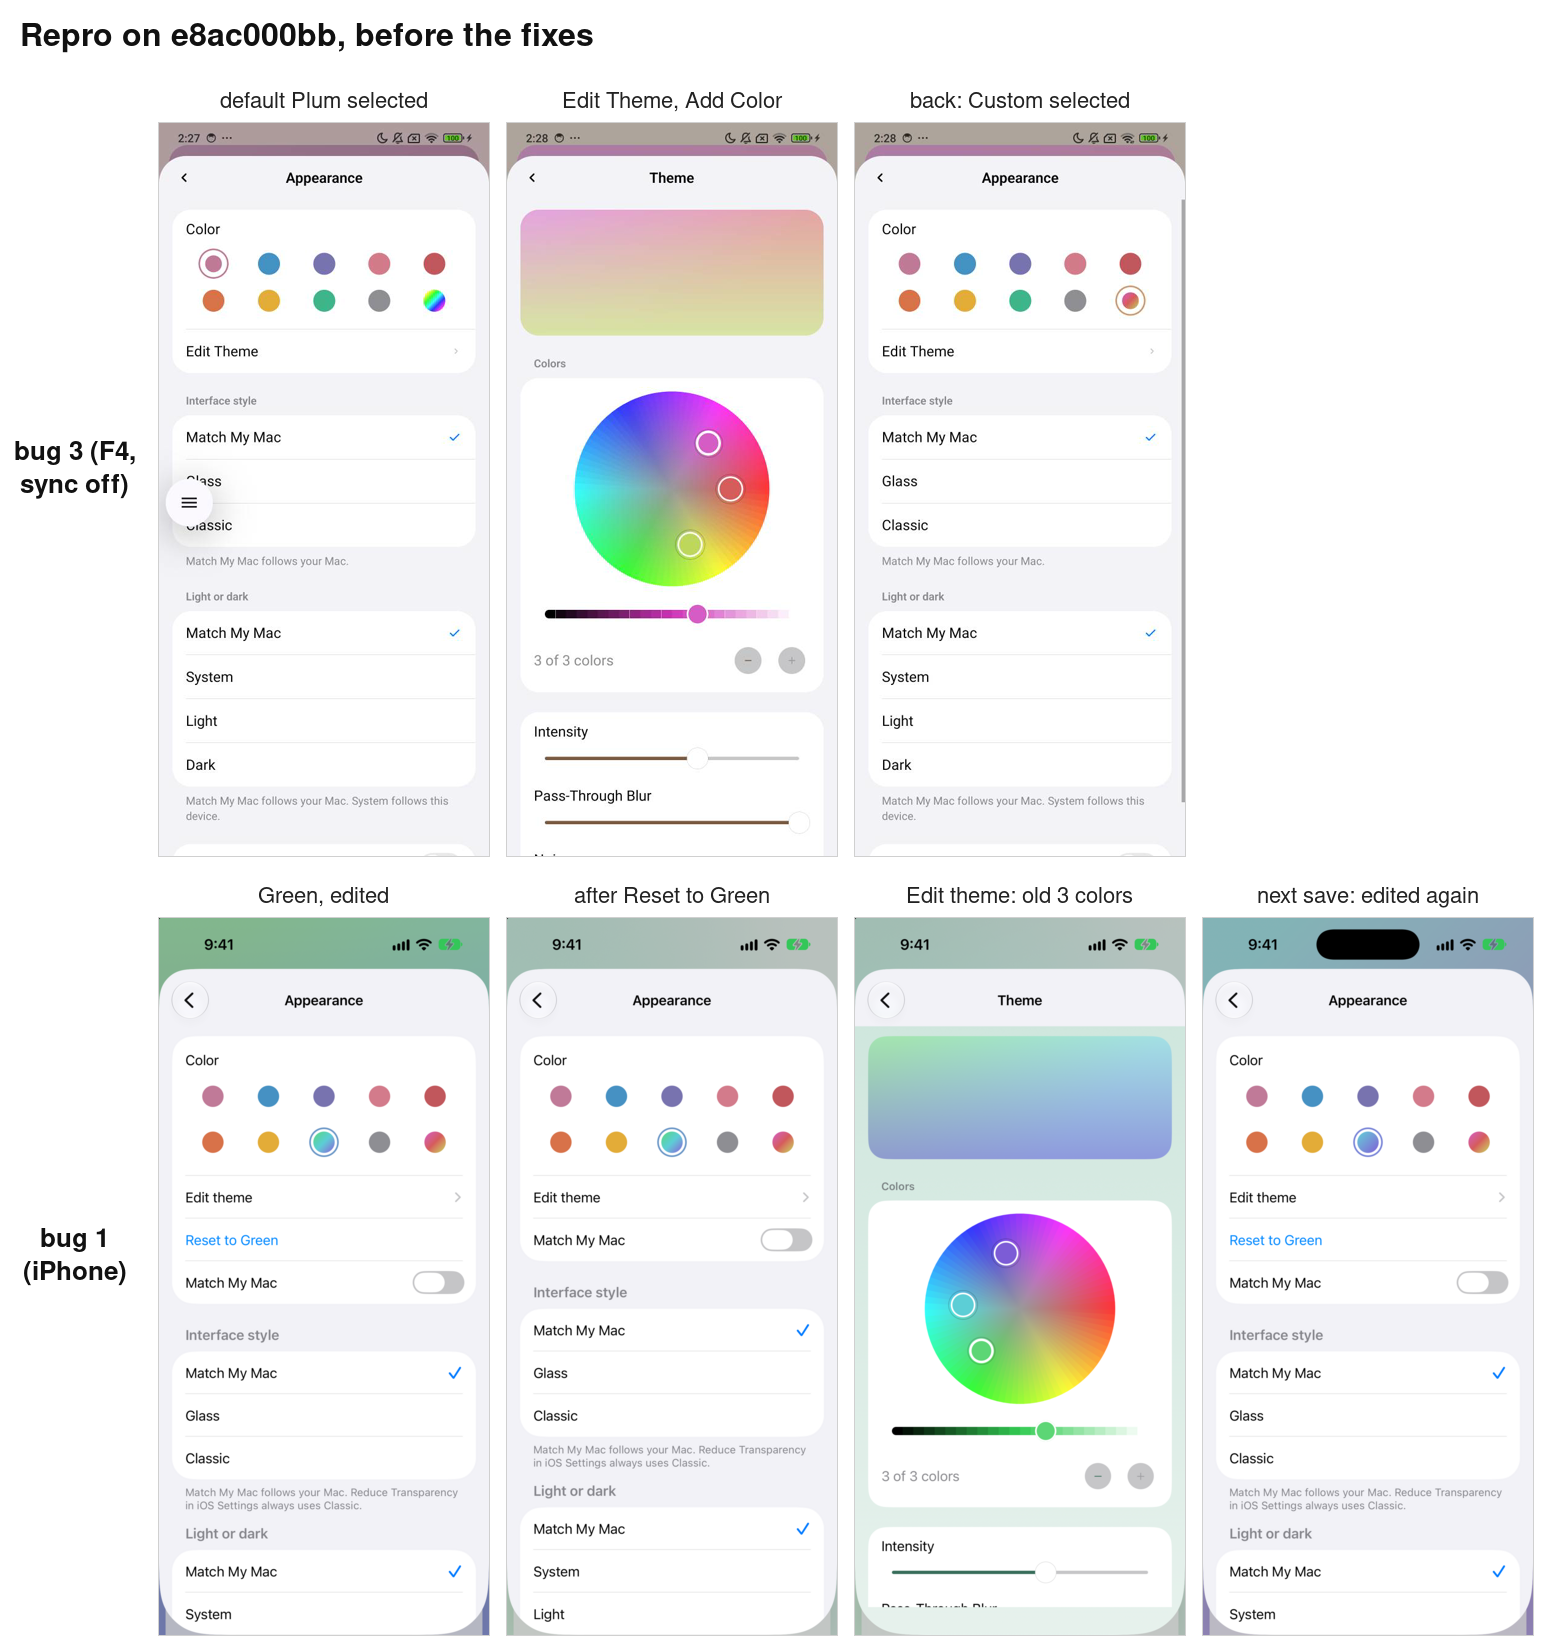 Repro on e8ac000bb, before the fixes
default Plum selected
Edit Theme, Add Color
back: Custom selected
bug 3 (F4,
sync off)
2:27
100
Appearance
Color
Edit Theme
Interface style
Match My Mac
Glass
Classic
Match My Mac follows your Mac.
Light or dark
Match My Mac
System
Light
Dark
Match My Mac follows your Mac. System follows this
device.
2:28
100
Theme
Colors
3 of 3 colors
Intensity
Pass-Through Blur
2:28
100
Appearance
Color
Edit Theme
Interface style
Match My Mac
Glass
Classic
Match My Mac follows your Mac.
Light or dark
Match My Mac
System
Light
Dark
Match My Mac follows your Mac. System follows this
device.
Green, edited
after Reset to Green
Edit theme: old 3 colors
next save: edited again
bug 1
(iPhone)
9:41
Appearance
Color
Edit theme
Reset to Green
Match My Mac
Interface style
Match My Mac
Glass
Classic
Match My Mac follows your Mac. Reduce Transparency
in iOS Settings always uses Classic.
Light or dark
Match My Mac
System
9:41
Appearance
Color
Edit theme
Match My Mac
Interface style
Match My Mac
Glass
Classic
Match My Mac follows your Mac. Reduce Transparency
in iOS Settings always uses Classic.
Light or dark
Match My Mac
System
Light
9:41
Theme
Colors
3 of 3 colors
Intensity
Pass-Through Blur
9:41
Appearance
Color
Edit theme
Reset to Green
Match My Mac
Interface style
Match My Mac
Glass
Classic
Match My Mac follows your Mac. Reduce Transparency
in iOS Settings always uses Classic.
Light or dark
Match My Mac
System